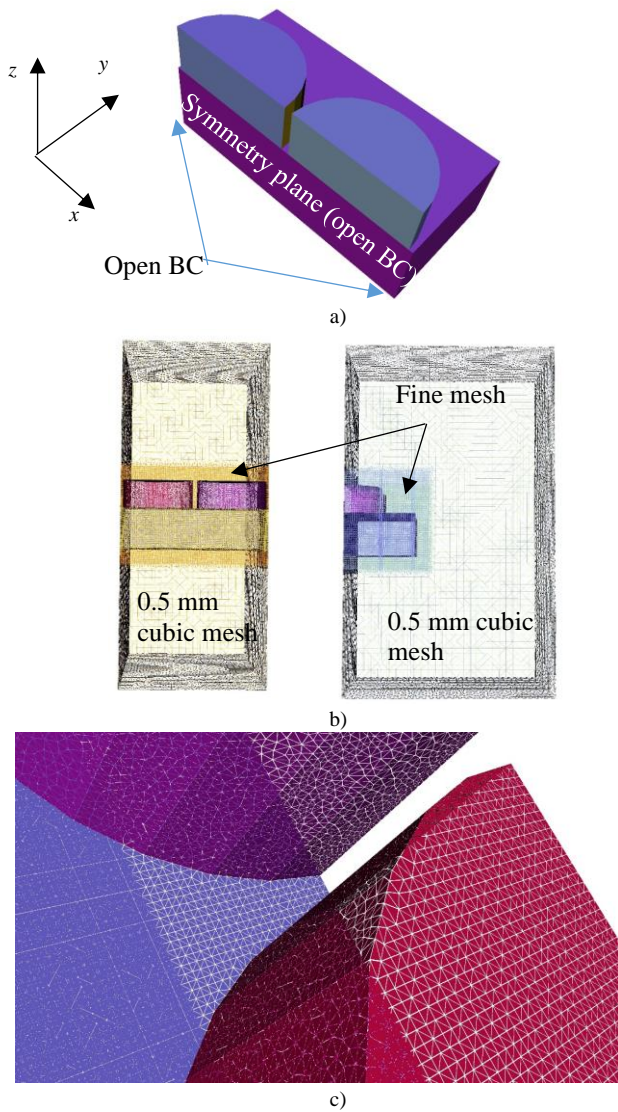 z
y
x
Symmetry plane (open BC)
Open BC
a)
Fine mesh
0.5 mm
cubic mesh
0.5 mm cubic
mesh
b)
c)